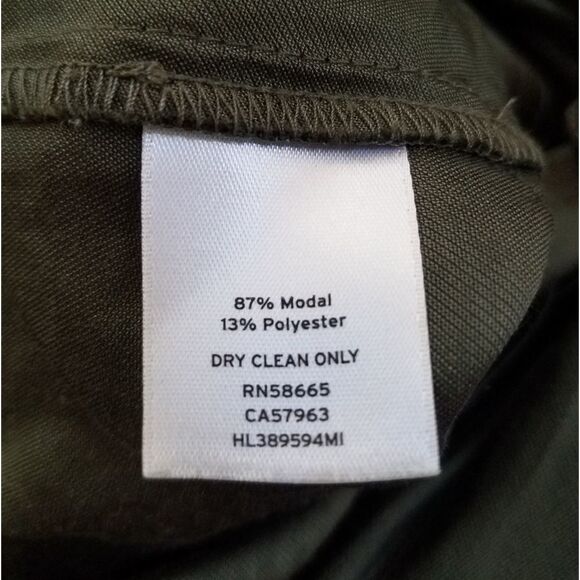 87% Modal
13% Polyester
DRY CLEAN ONLY
RN58665
CA57963
HL389594MI